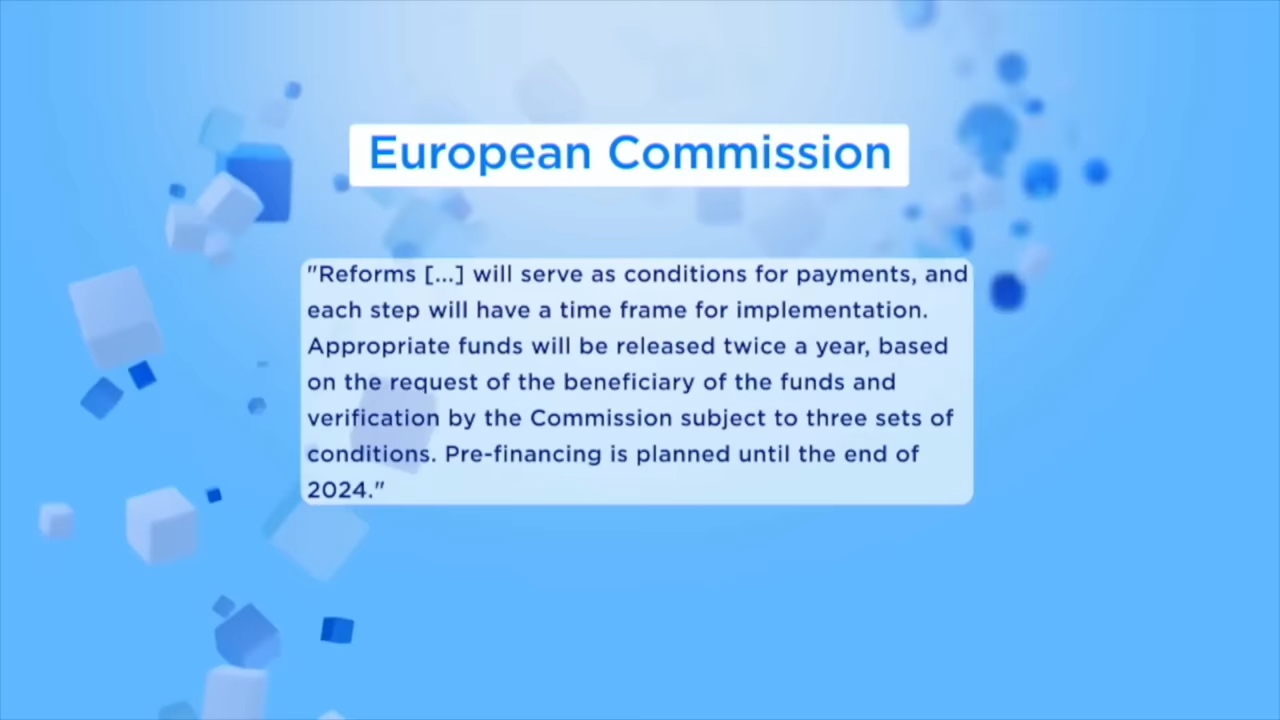 European Commission
"Reforms [...] will serve as conditions for payments, and
each step will have a time frame for implementation.
Appropriate funds will be released twice a year, based
on the request of the beneficiary of the funds and
verification by the Commission subject to three sets of
conditions. Pre-financing is planned until the end of
2024."